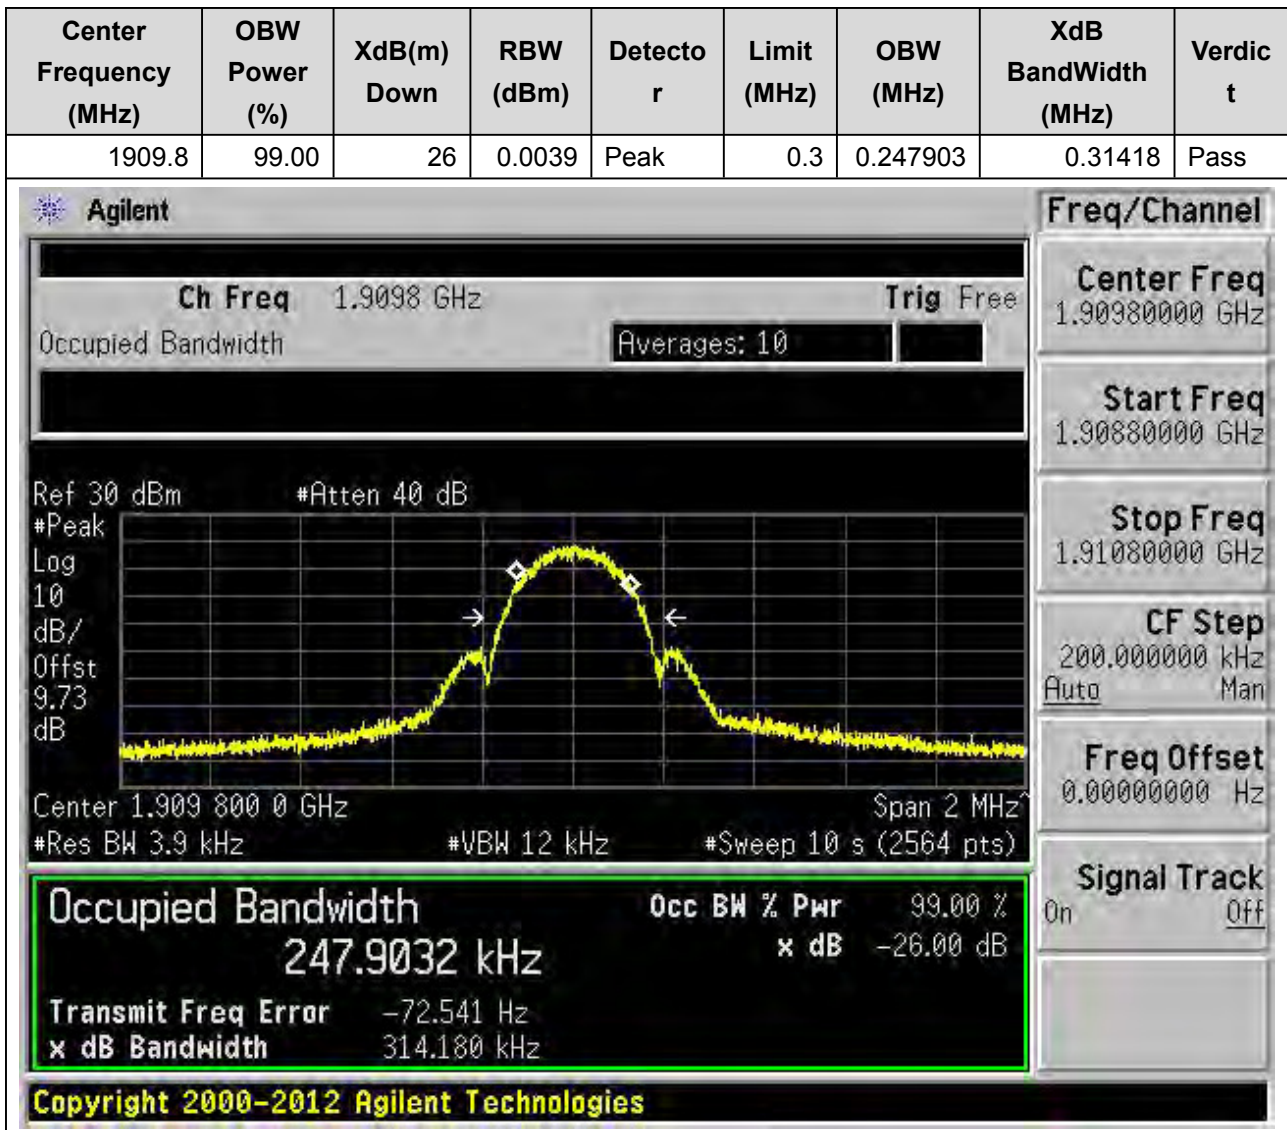 Center Frequency (MHz) OBW Power (%) XdB(m) Down RBW (dBm) Detector Limit (MHz) OBW (MHz) XdB BandWidth (MHz) Verdict
1909.8 99.00 26 0.0039 Peak 0.3 0.247903 0.31418 Pass
Agilent
Freq/Channel
Ch Freq 1.9098 GHz Trig Free
Occupied Bandwidth Averages: 10
Center Freq
1.90980000 GHz
Start Freq
1.90880000 GHz
Stop Freq
1.91080000 GHz
CF Step
200.000000 kHz
Auto Man
Freq Offset
0.00000000 Hz
Signal Track
On Off
Ref 30 dBm #Atten 40 dB
#Peak
Log
10
dB/
Offst
9.73
dB
Center 1.909 800 0 GHz Span 2 MHz^
#Res BW 3.9 kHz #VBW 12 kHz #Sweep 10 s (2564 pts)
Occupied Bandwidth Occ BW % Pwr 99.00 %
247.9032 kHz x dB -26.00 dB
Transmit Freq Error -72.541 Hz
x dB Bandwidth 314.180 kHz
Copyright 2000-2012 Agilent Technologies